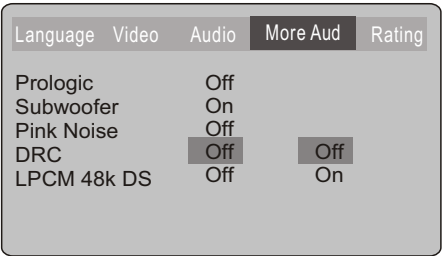 Language Video Audio More Aud Rating
Prologic Off
Subwoofer On
Pink Noise Off
DRC Off Off
LPCM 48k DS Off On